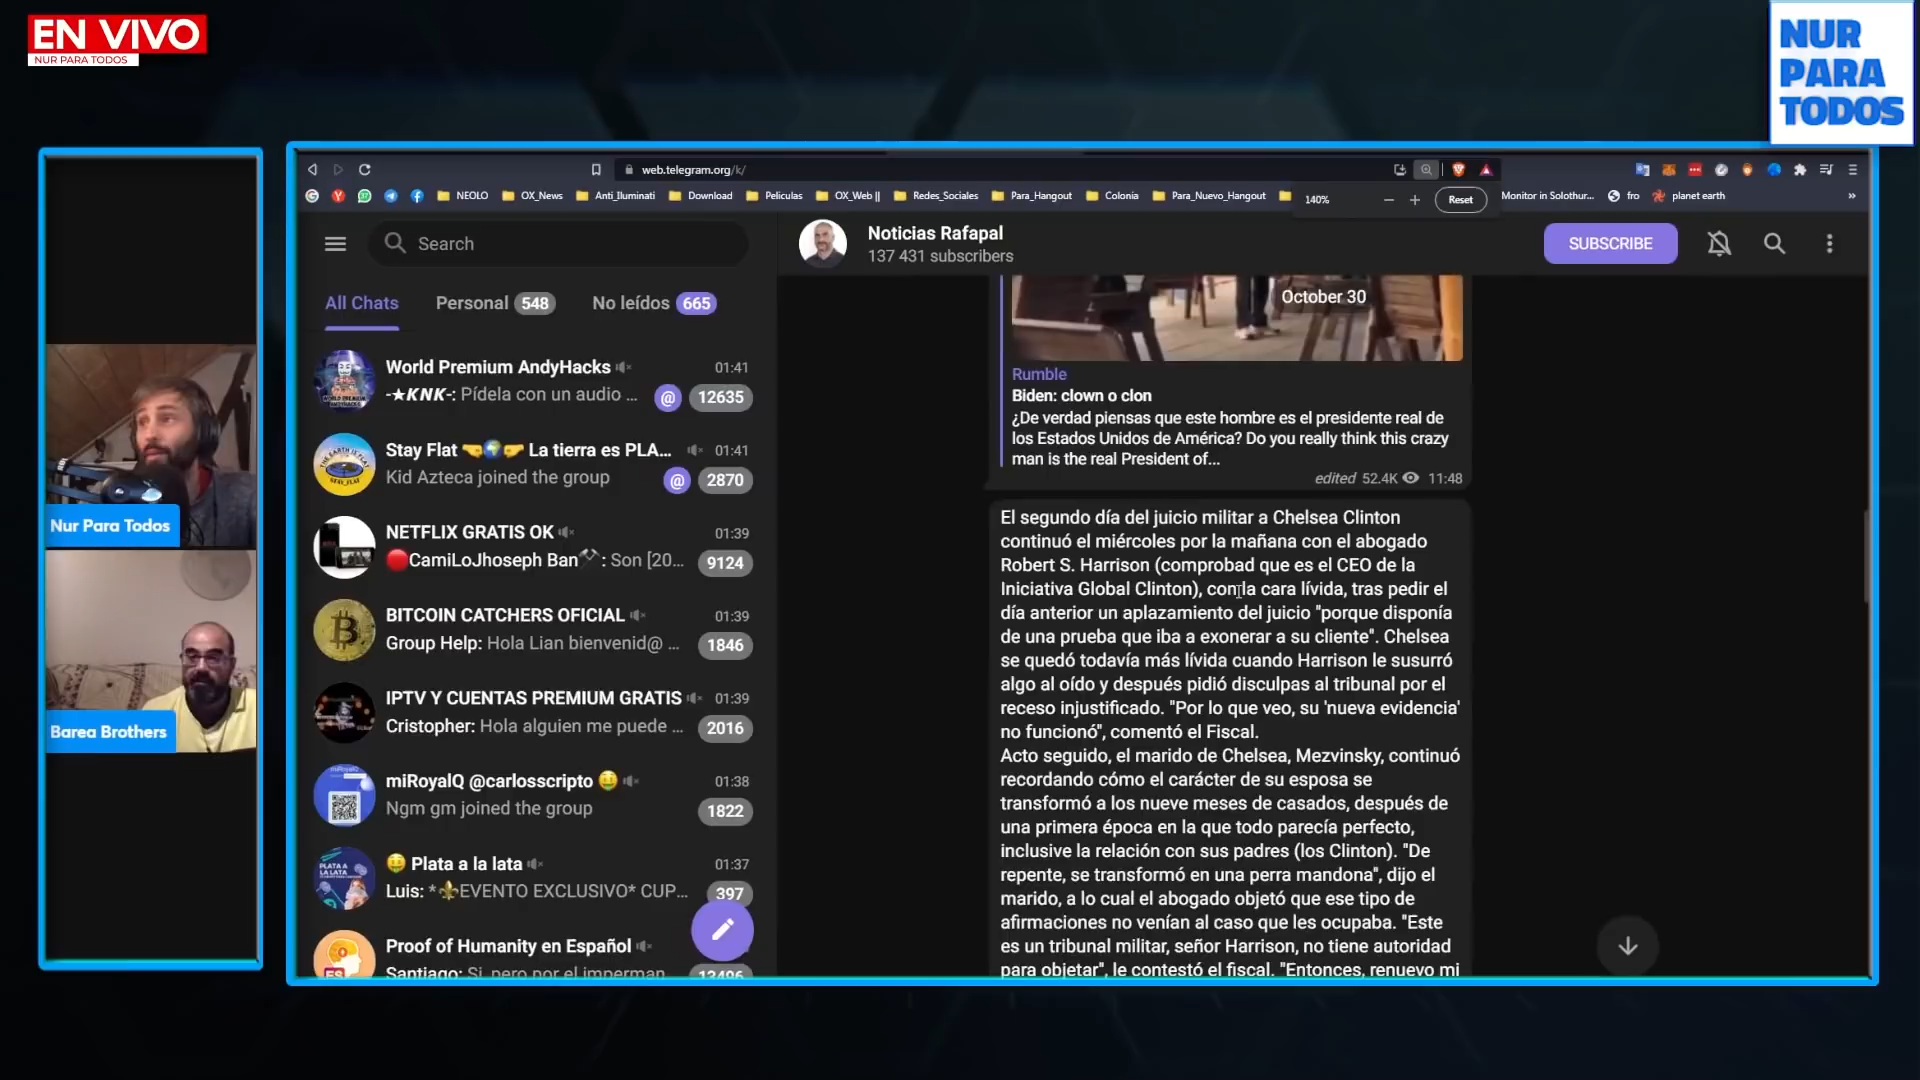 EN VIVO
NUR PARA TODOS
NUR
PARA
TODOS
Nur Para Todos
Barea Brothers
web.telegram.org/k/
NEOLO
OX_News
Anti_Iluminati
Download
Peliculas
OX_Web ||
Redes_Sociales
Para_Hangout
Colonia
Para_Nuevo_Hangout
140%
Reset
Monitor in Solothur...
fro
planet earth
Search
All Chats
Personal 548
No leídos 665
World Premium AndyHacks 01:41
-★KNK-: Pídela con un audio ... @ 12635
Stay Flat 🤜🌍🤛 La tierra es PLA... 01:41
Kid Azteca joined the group @ 2870
NETFLIX GRATIS OK 01:39
🔴CamiLoJhoseph Ban⚒: Son [20... 9124
BITCOIN CATCHERS OFICIAL 01:39
Group Help: Hola Lian bienvenid@ ... 1846
IPTV Y CUENTAS PREMIUM GRATIS 01:39
Cristopher: Hola alguien me puede ... 2016
miRoyalQ @carlosscripto 🤑 01:38
Ngm gm joined the group 1822
🤑 Plata a la lata 01:37
Luis: *⚜EVENTO EXCLUSIVO* CUP... 397
Proof of Humanity en Español
Santiago: Si, pero por el imperman... 13496
Noticias Rafapal
137 431 subscribers
SUBSCRIBE
October 30
Rumble
Biden: clown o clon
¿De verdad piensas que este hombre es el presidente real de
los Estados Unidos de América? Do you really think this crazy
man is the real President of...
edited 52.4K 11:48
El segundo día del juicio militar a Chelsea Clinton
continuó el miércoles por la mañana con el abogado
Robert S. Harrison (comprobad que es el CEO de la
Iniciativa Global Clinton), con la cara lívida, tras pedir el
día anterior un aplazamiento del juicio "porque disponía
de una prueba que iba a exonerar a su cliente". Chelsea
se quedó todavía más lívida cuando Harrison le susurró
algo al oído y después pidió disculpas al tribunal por el
receso injustificado. "Por lo que veo, su 'nueva evidencia'
no funcionó", comentó el Fiscal.
Acto seguido, el marido de Chelsea, Mezvinsky, continuó
recordando cómo el carácter de su esposa se
transformó a los nueve meses de casados, después de
una primera época en la que todo parecía perfecto,
inclusive la relación con sus padres (los Clinton). "De
repente, se transformó en una perra mandona", dijo el
marido, a lo cual el abogado objetó que ese tipo de
afirmaciones no venían al caso que les ocupaba. "Este
es un tribunal militar, señor Harrison, no tiene autoridad
para objetar", le contestó el fiscal. "Entonces, renuevo mi